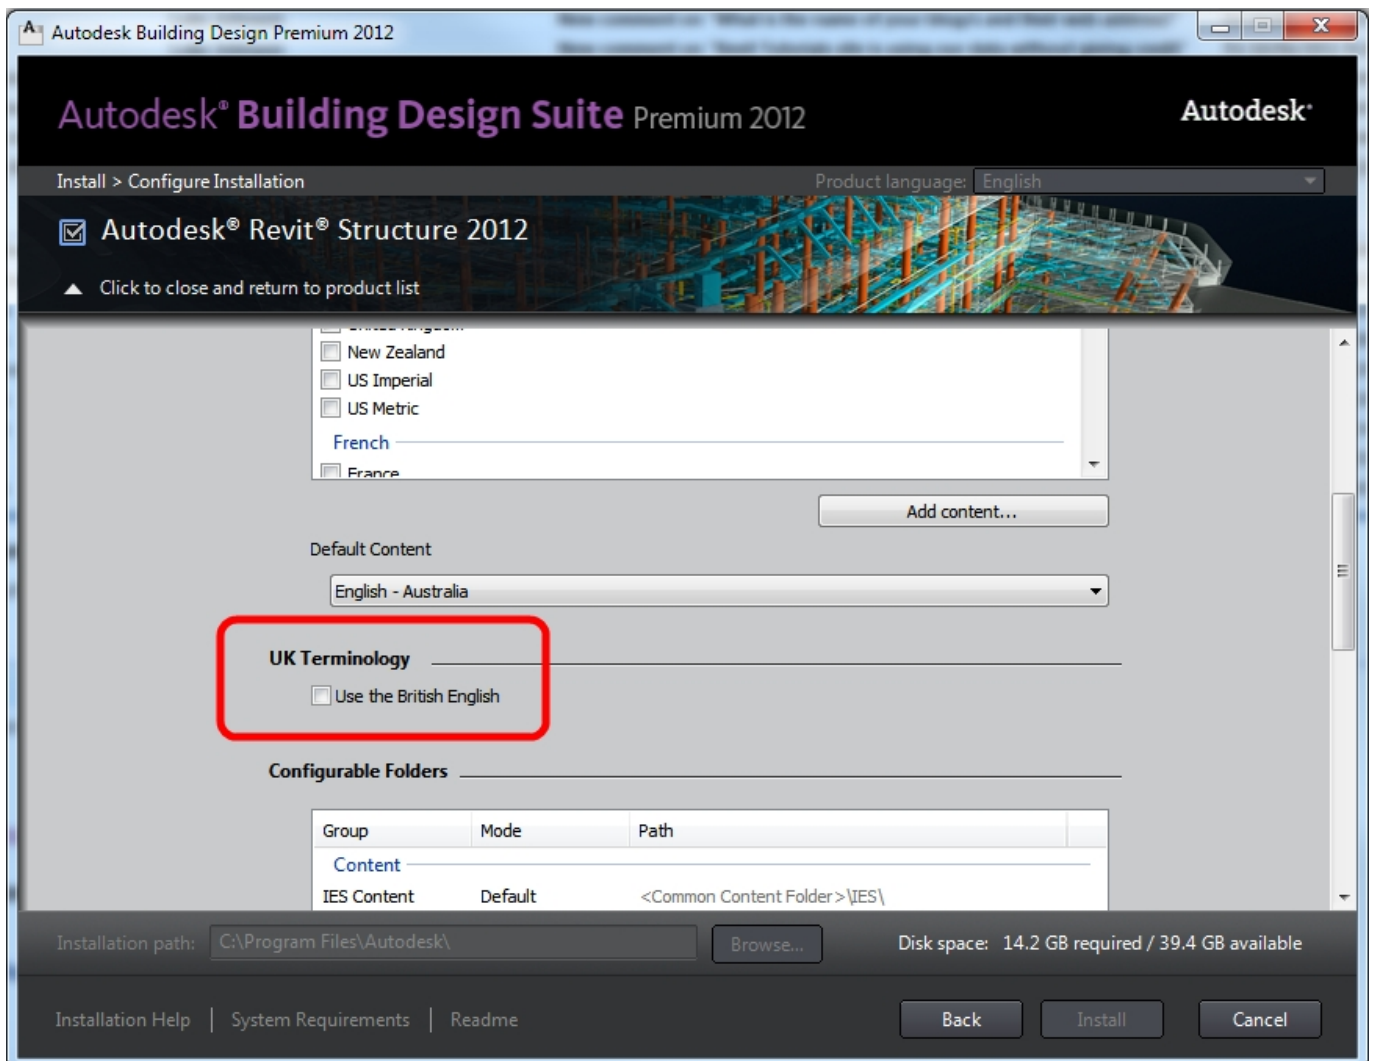 Autodesk Building Design Premium 2012
Autodesk® Building Design Suite Premium 2012
Autodesk®
Install > Configure Installation
Product language: English
Autodesk® Revit® Structure 2012
Click to close and return to product list
New Zealand
US Imperial
US Metric
French
France
Add content...
Default Content
English - Australia
UK Terminology
Use the British English
Configurable Folders
Group Mode Path
Content
IES Content Default <Common Content Folder>\IES\
Installation path: C:\Program Files\Autodesk\ Browse... Disk space: 14.2 GB required / 39.4 GB available
Installation Help | System Requirements | Readme
Back Install Cancel